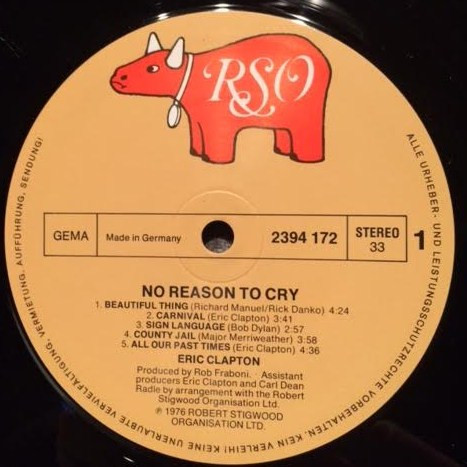 RSO
GEMA
Made in Germany
2394 172
STEREO
33
1
NO REASON TO CRY
1. BEAUTIFUL THING (Richard Manuel/Rick Danko) 4:24
2. CARNIVAL (Eric Clapton) 3:41
3. SIGN LANGUAGE (Bob Dylan) 2:57
4. COUNTY JAIL (Major Merriweather) 3:58
5. ALL OUR PAST TIMES (Eric Clapton) 4:36
ERIC CLAPTON
Produced by Rob Fraboni. · Assistant
producers Eric Clapton and Carl Dean
Radle by arrangement with the Robert
Stigwood Organisation Ltd.
℗ 1976 ROBERT STIGWOOD
ORGANISATION LTD.
ALLE URHEBER- UND LEISTUNGSSCHUTZRECHTE VORBEHALTEN. KEIN VERLEIH! KEINE UNERLAUBTE VERVIELFÄLTIGUNG, VERMIETUNG, AUFFÜHRUNG, SENDUNG!